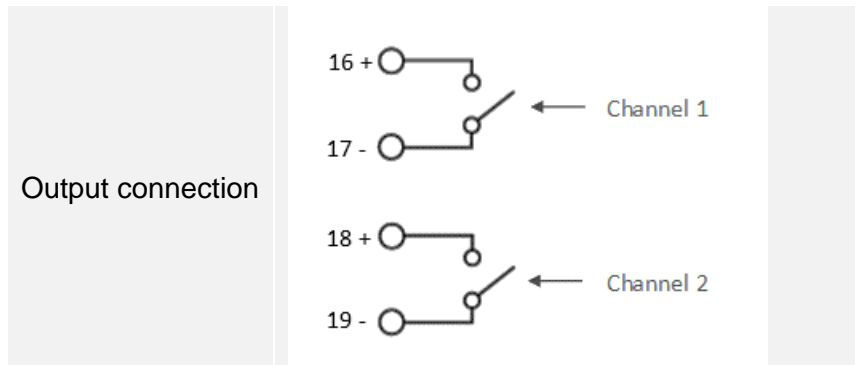 16 +
Channel 1
17 -
Output connection
18 +
Channel 2
19 -